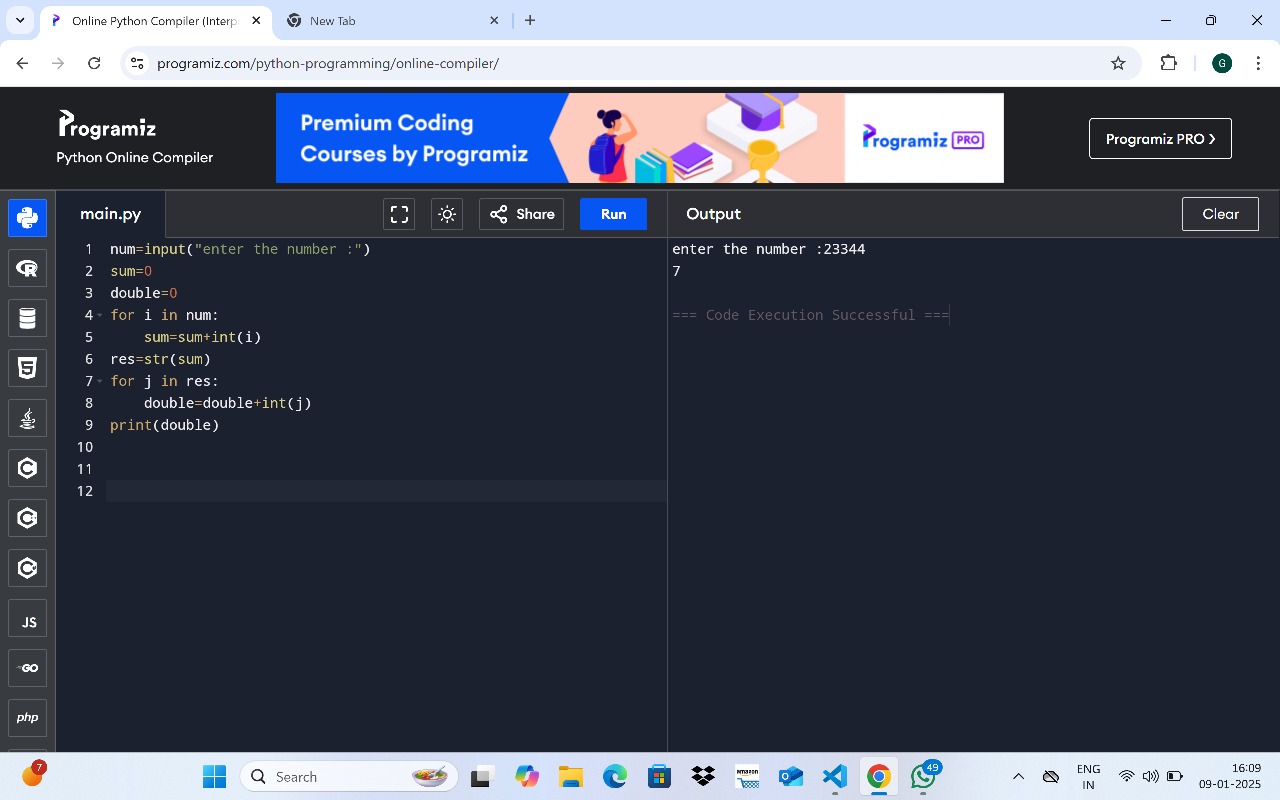 Online Python Compiler (Interp
New Tab
programiz.com/python-programming/online-compiler/
G
Programiz
Python Online Compiler
Premium Coding
Courses by Programiz
Programiz PRO
Programiz PRO
main.py
Share
Run
Output
Clear
1 num=input("enter the number :")
2 sum=0
3 double=0
4 for i in num:
5     sum=sum+int(i)
6 res=str(sum)
7 for j in res:
8     double=double+int(j)
9 print(double)
10
11
12
enter the number :23344
7
=== Code Execution Successful ===
R
5
C
C
C
JS
GO
php
7
Search
amazon
49
ENG
IN
16:09
09-01-2025